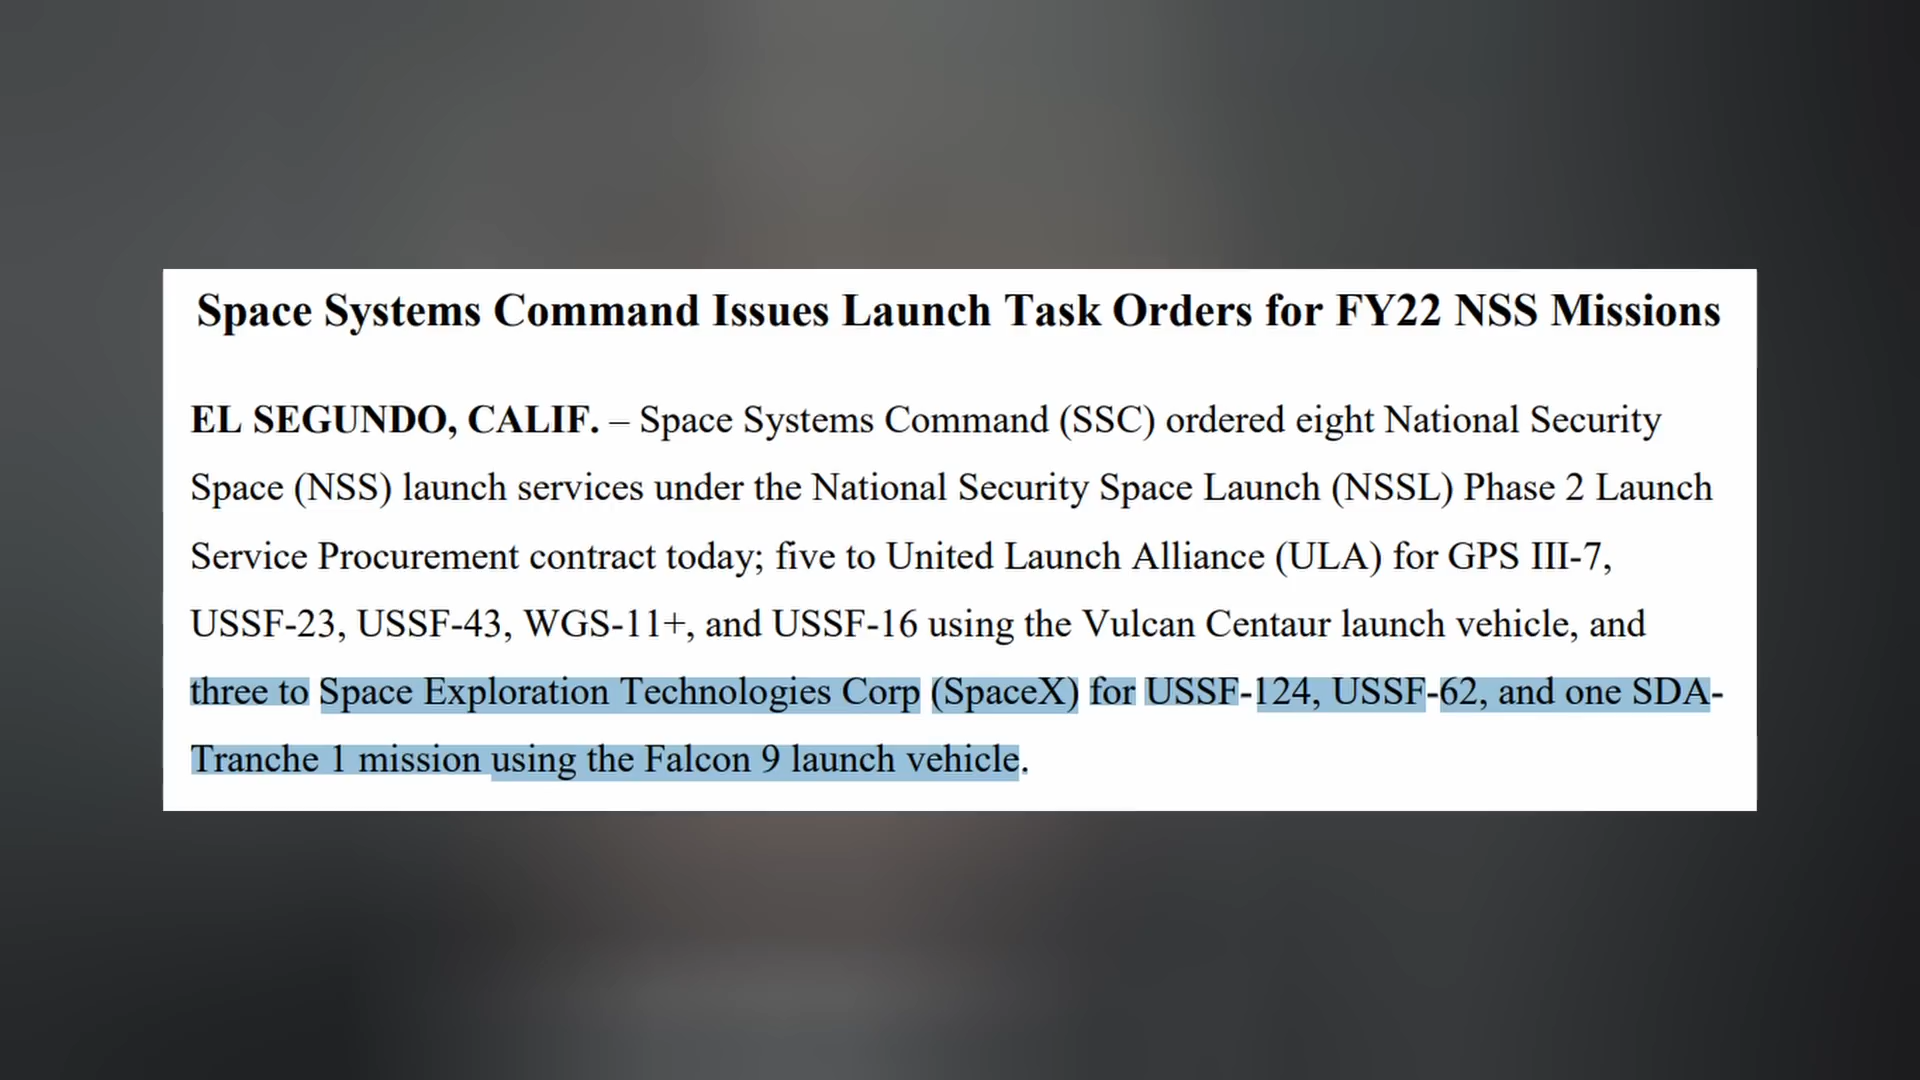 Space Systems Command Issues Launch Task Orders for FY22 NSS Missions
EL SEGUNDO, CALIF. – Space Systems Command (SSC) ordered eight National Security
Space (NSS) launch services under the National Security Space Launch (NSSL) Phase 2 Launch
Service Procurement contract today; five to United Launch Alliance (ULA) for GPS III-7,
USSF-23, USSF-43, WGS-11+, and USSF-16 using the Vulcan Centaur launch vehicle, and
three to Space Exploration Technologies Corp (SpaceX) for USSF-124, USSF-62, and one SDA-
Tranche 1 mission using the Falcon 9 launch vehicle.